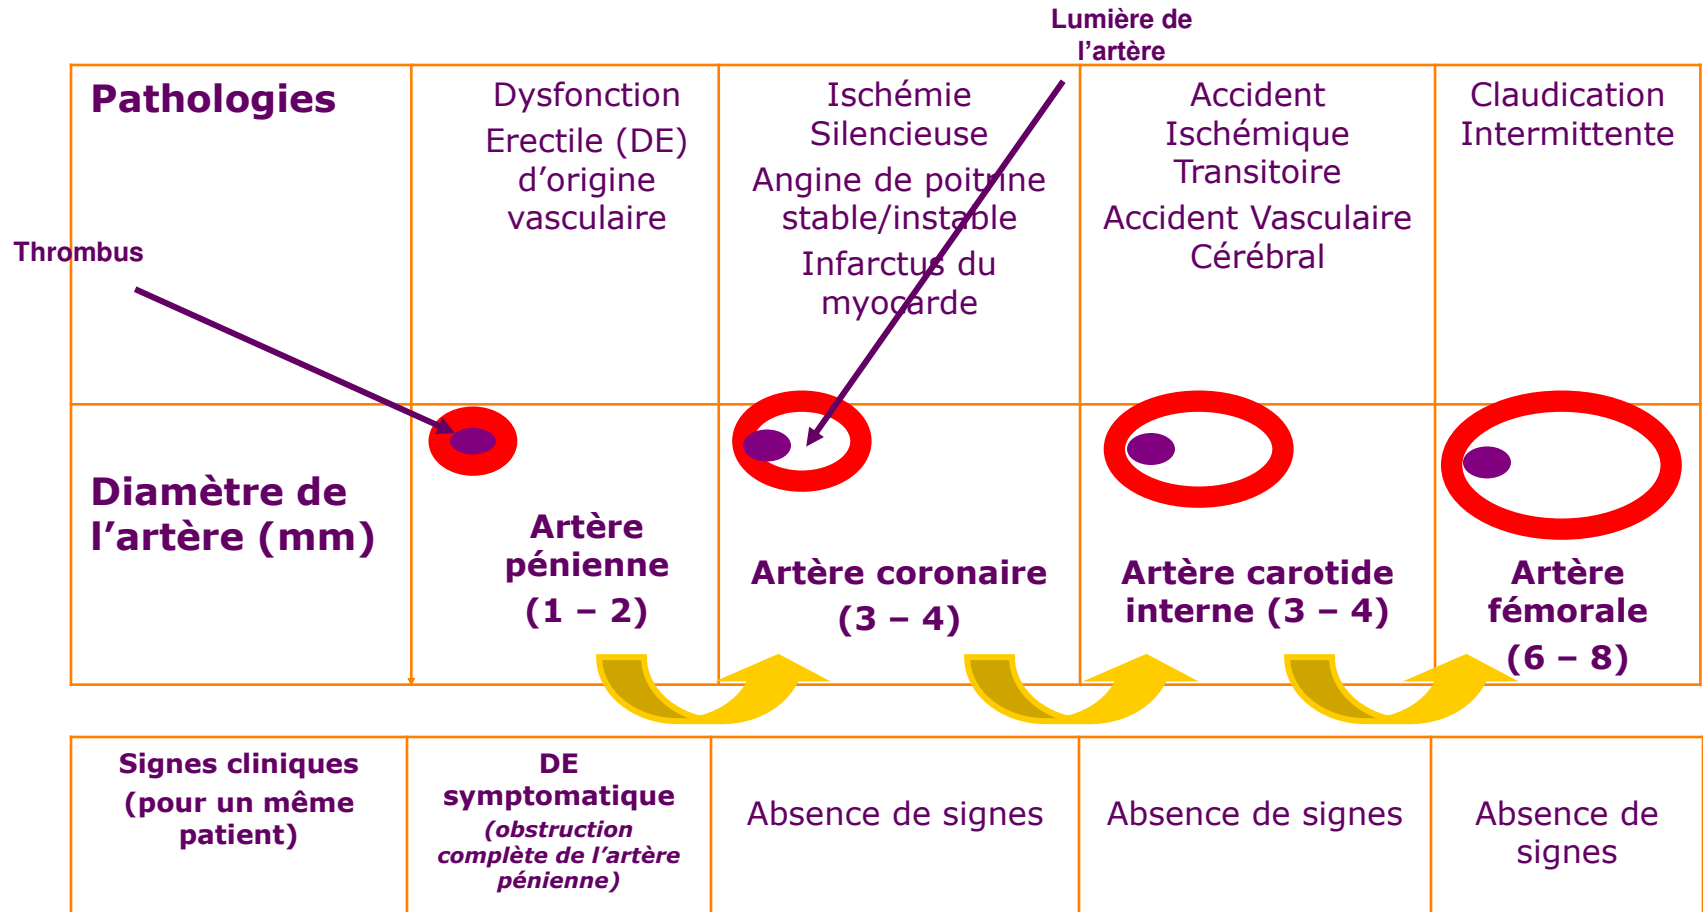 Lumière de
l’artère
Pathologies
Dysfonction
Erectile (DE)
d’origine
vasculaire
Ischémie
Silencieuse
Angine de poitrine
stable/instable
Infarctus du
myocarde
Accident
Ischémique
Transitoire
Accident Vasculaire
Cérébral
Claudication
Intermittente
Thrombus
Diamètre de
l’artère (mm)
Artère
pénienne
(1 – 2)
Artère coronaire
(3 – 4)
Artère carotide
interne (3 – 4)
Artère
fémorale
(6 – 8)
Signes cliniques
(pour un même
patient)
DE
symptomatique
(obstruction
complète de l’artère
pénienne)
Absence de signes
Absence de signes
Absence de
signes